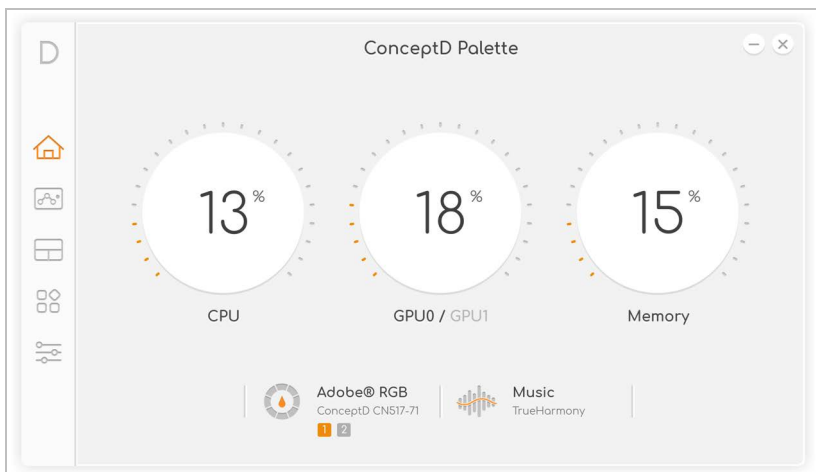 D
ConceptD Palette
13%
18%
15%
CPU
GPU0 / GPU1
Memory
Adobe® RGB
ConceptD CN517-71
1 2
Music
TrueHarmony